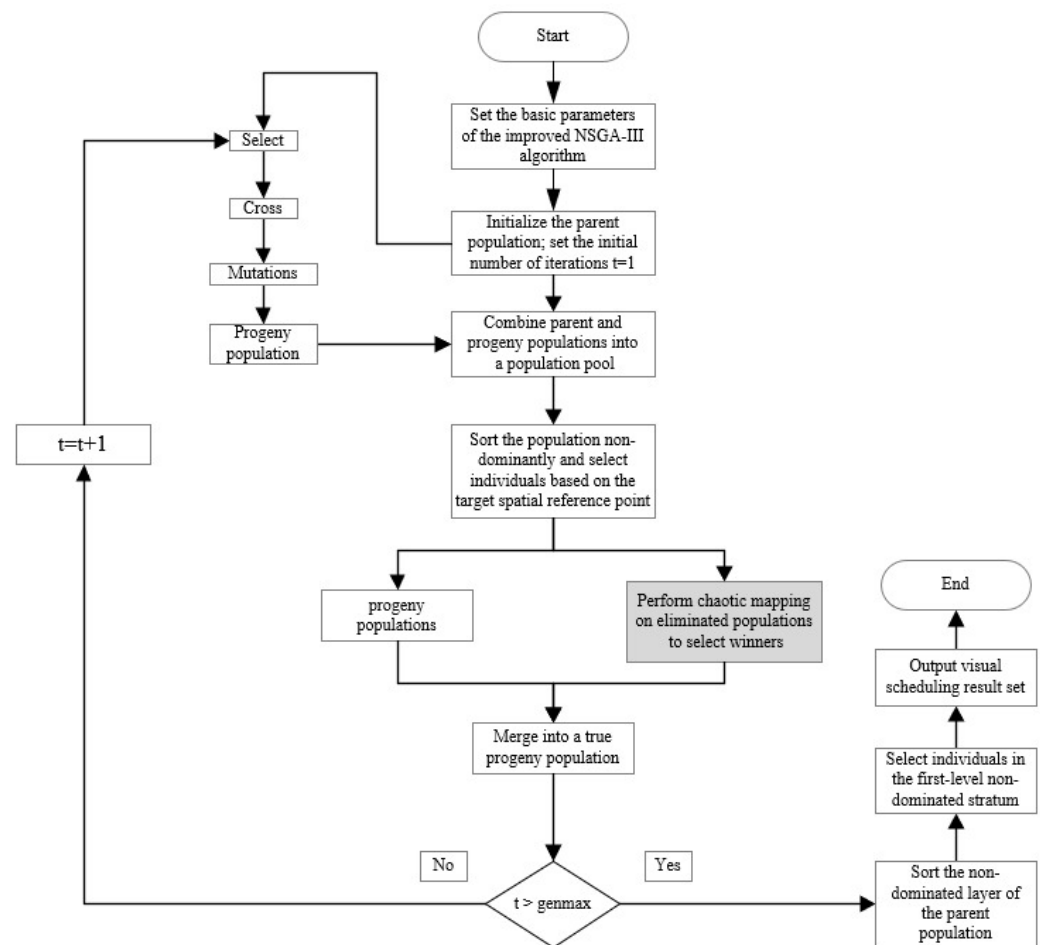 Start
Set the basic parameters
of the improved NSGA-III
algorithm
Select
Cross
Initialize the parent
population; set the initial
number of iterations t=1
Mutations
Progeny
population
Combine parent and
progeny populations into
a population pool
t=t+1
Sort the population non-
dominantly and select
individuals based on the
target spatial reference point
progeny
populations
Perform chaotic mapping
on eliminated populations
to select winners
End
Output visual
scheduling result set
Merge into a true
progeny population
Select individuals in
the first-level non-
dominated stratum
No
Yes
t > genmax
Sort the non-
dominated layer of
the parent
population